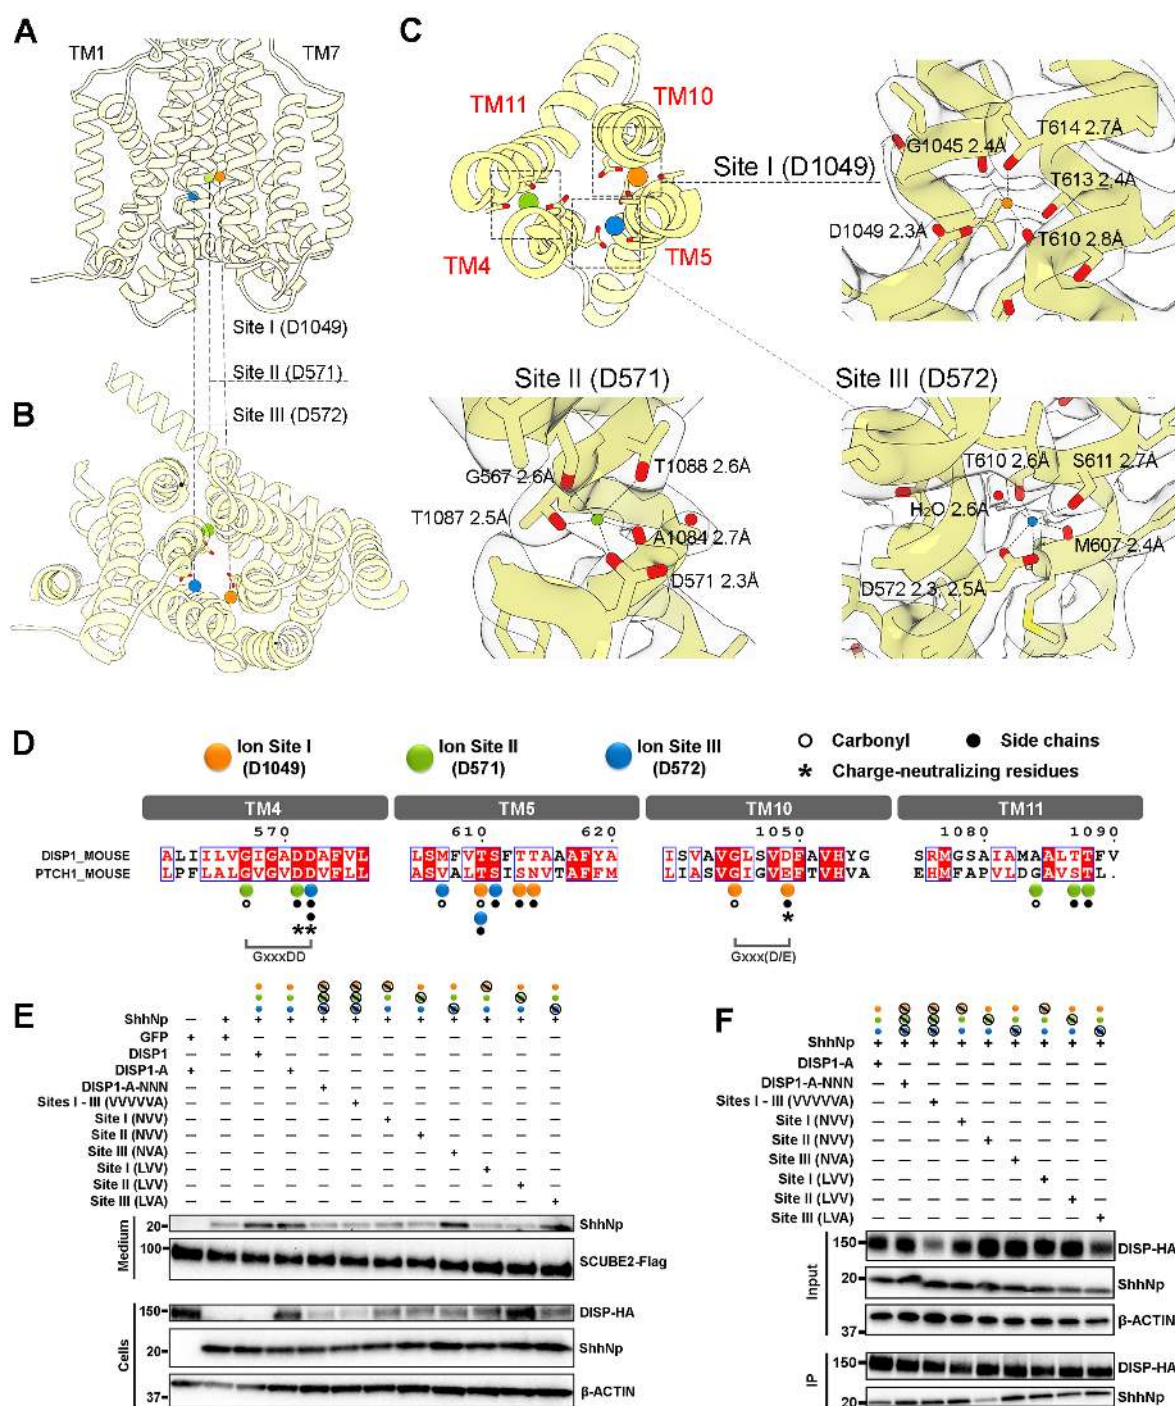 A
TM1
TM7
Site I (D1049)
Site II (D571)
Site III (D572)
B
C
TM11
TM10
TM4
TM5
Site I (D1049)
T614 2.7Å
G1045 2.4Å
T613 2.4Å
D1049 2.3Å
T610 2.8Å
Site II (D571)
G567 2.6Å
T1088 2.6Å
T1087 2.5Å
A1084 2.7Å
D571 2.3Å
Site III (D572)
T610 2.6Å
S611 2.7Å
H₂O 2.6Å
M607 2.4Å
D572 2.3, 2.5Å
D
Ion Site I
(D1049)
Ion Site II
(D571)
Ion Site III
(D572)
Carbonyl
Side chains
* Charge-neutralizing residues
TM4 TM5 TM10 TM11
570 610 620 1050 1080 1090
DISP1_MOUSE ALIILVGIGADDAFVL LSMFVTSFTTAAAFYA ISVAVGLSVDFAVHYG SRMGSAIAMAALTTFV
PTCH1_MOUSE LPFLALGVGVDDVFLL ASVALTSISNVTAFFM LIASVGIGVEFTVHVA EHMFAPVLDGAVSTL.
** *
GxxxDD Gxxx(D/E)
E
ShhNp − + + + + + + + + + + +
GFP + + − − − − − − − − − −
DISP1 − − + − − − − − − − − −
DISP1-A + − − + − − − − − − − −
DISP1-A-NNN − − − − + − − − − − − −
Sites I - III (VVVVVA) − − − − − + − − − − − −
Site I (NVV) − − − − − − + − − − − −
Site II (NVV) − − − − − − − + − − − −
Site III (NVA) − − − − − − − − + − − −
Site I (LVV) − − − − − − − − − + − −
Site II (LVV) − − − − − − − − − − + −
Site III (LVA) − − − − − − − − − − − +
Medium
20 ShhNp
100 SCUBE2-Flag
Cells
150 DISP-HA
20 ShhNp
37 β-ACTIN
F
ShhNp + + + + + + + + +
DISP1-A + − − − − − − − −
DISP1-A-NNN − + − − − − − − −
Sites I - III (VVVVVA) − − + − − − − − −
Site I (NVV) − − − + − − − − −
Site II (NVV) − − − − + − − − −
Site III (NVA) − − − − − + − − −
Site I (LVV) − − − − − − + − −
Site II (LVV) − − − − − − − + −
Site III (LVA) − − − − − − − − +
Input
150 DISP-HA
20 ShhNp
37 β-ACTIN
IP
150 DISP-HA
20 ShhNp